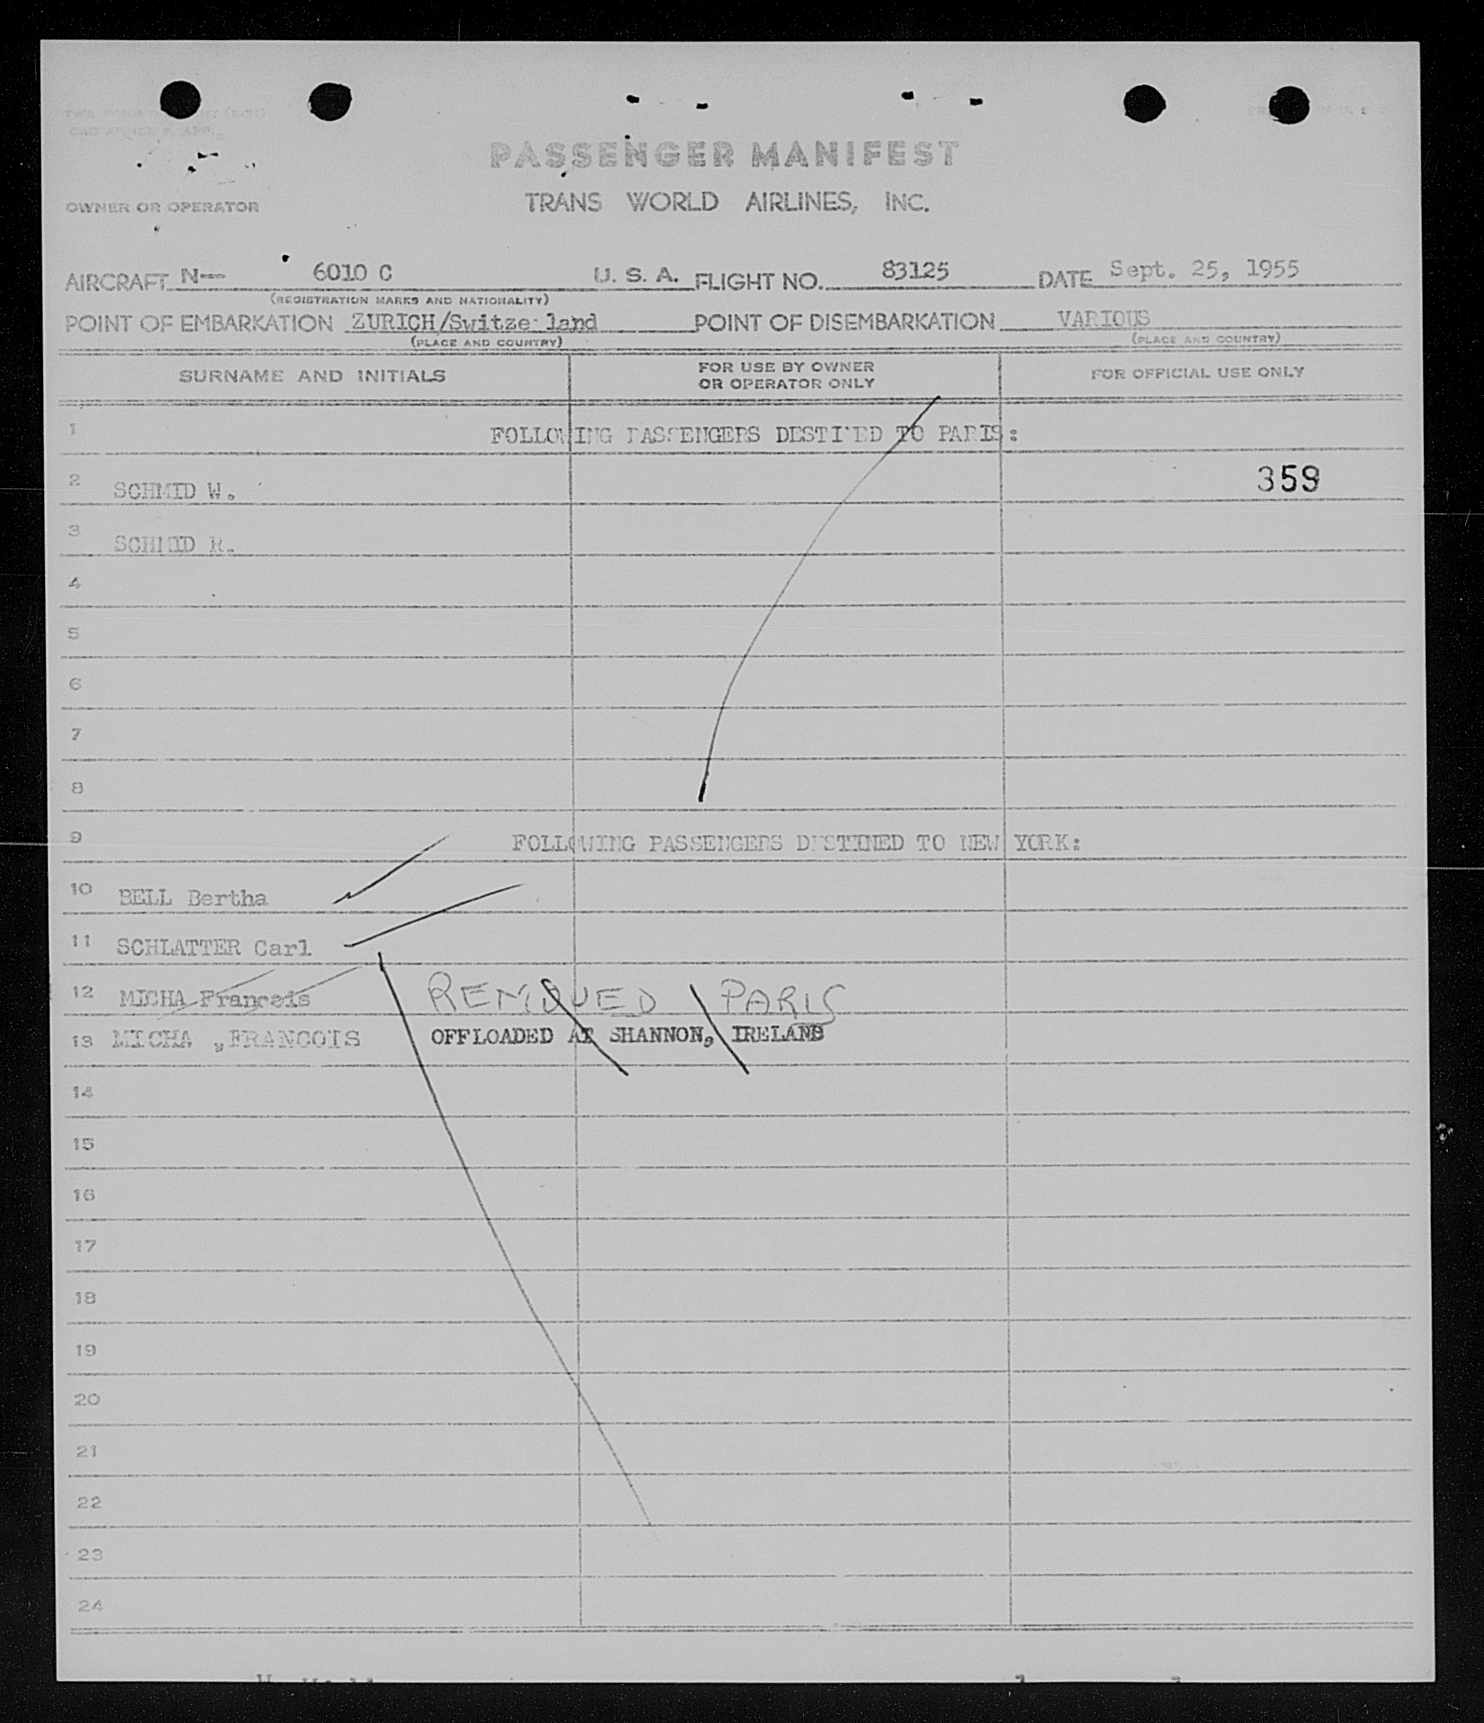 PASSENGER MANIFEST
OWNER OR OPERATOR
TRANS WORLD AIRLINES, INC.
AIRCRAFT N— 6010 C U. S. A. FLIGHT NO. 83125 DATE Sept. 25, 1955
(REGISTRATION MARKS AND NATIONALITY)
POINT OF EMBARKATION ZURICH/Switzerland POINT OF DISEMBARKATION VARIOUS
(PLACE AND COUNTRY) (PLACE AND COUNTRY)
SURNAME AND INITIALS FOR USE BY OWNER OR OPERATOR ONLY FOR OFFICIAL USE ONLY
1 FOLLOWING PASSENGERS DESTINED TO PARIS:
2 SCHMID W. 359
3 SCHMID R.
4
5
6
7
8
9 FOLLOWING PASSENGERS DESTINED TO NEW YORK:
10 BELL Bertha
11 SCHLATTER Carl
12 MICHA Francois REMOVED PARIS
13 MICHA , FRANCOIS OFFLOADED AT SHANNON, IRELAND
14
15
16
17
18
19
20
21
22
23
24